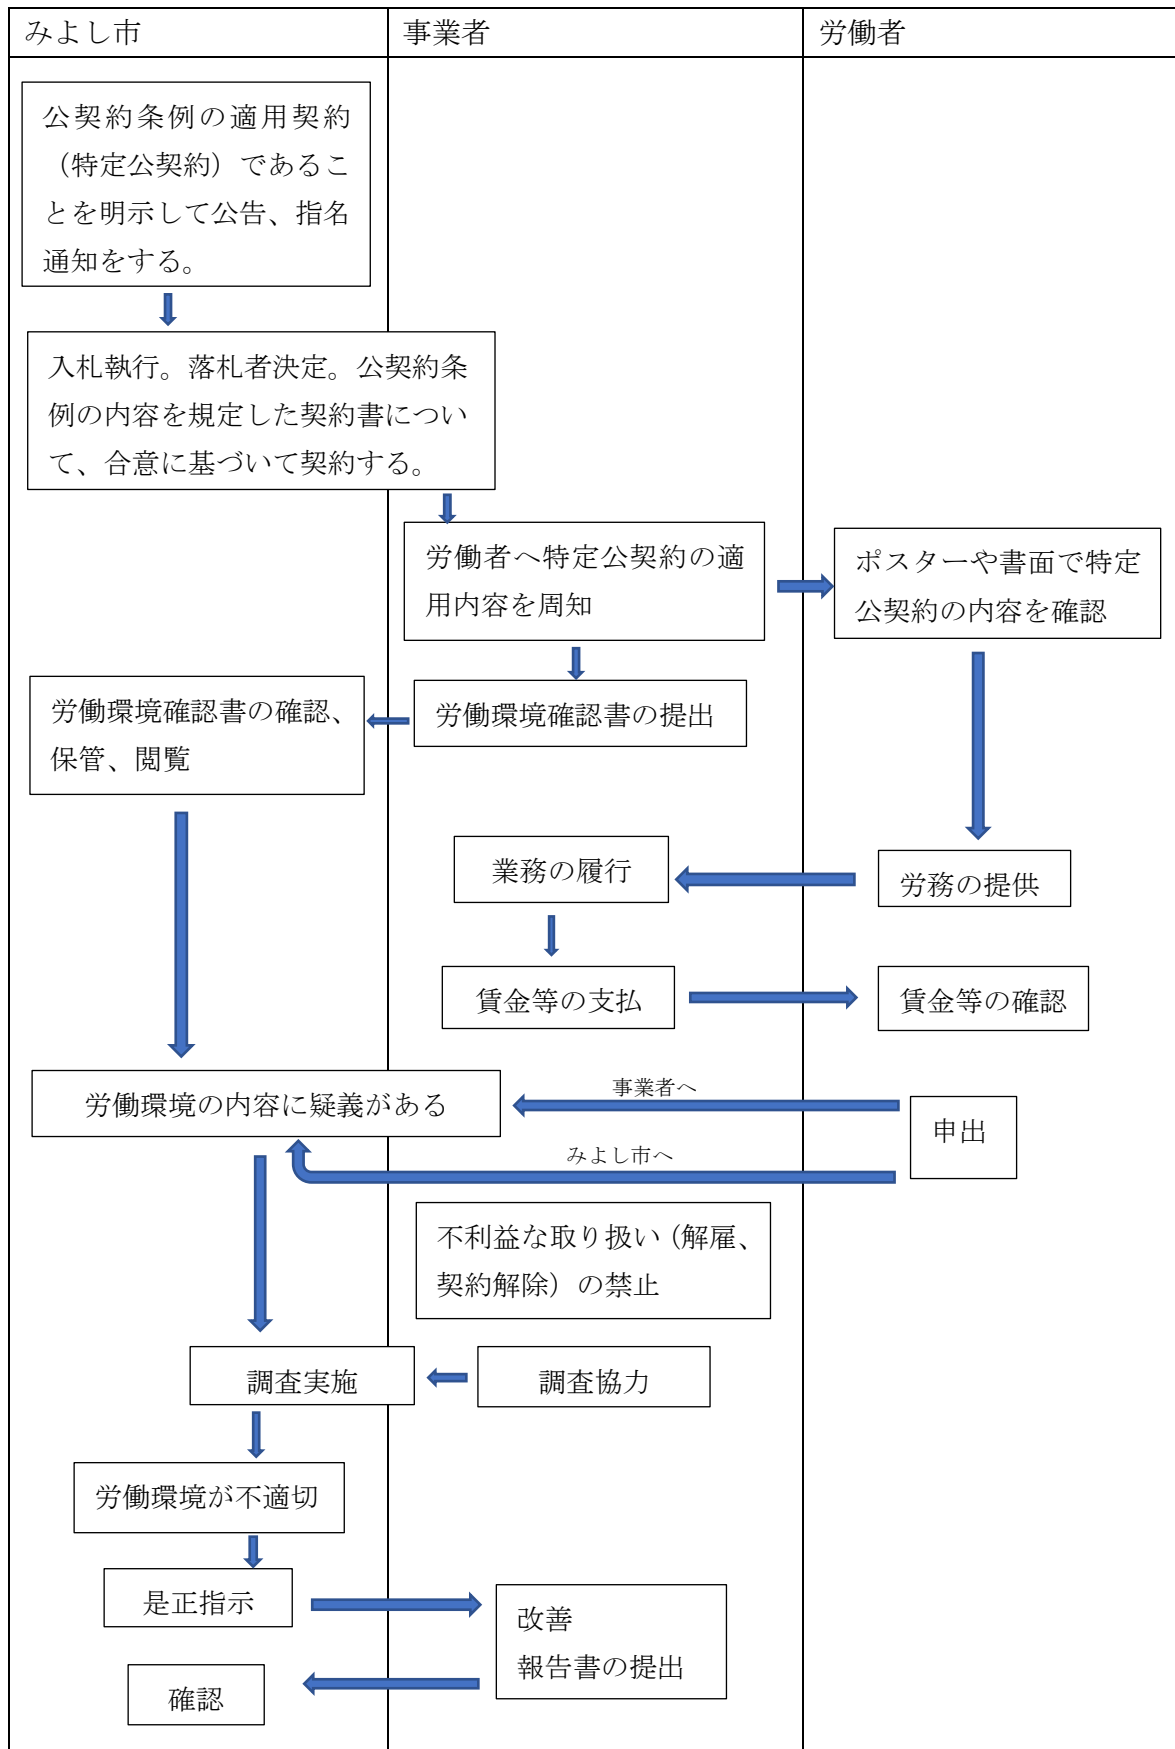 みよし市
事業者
労働者
公契約条例の適用契約
（特定公契約）であるこ
とを明示して公告、指名
通知をする。
入札執行。落札者決定。公契約条
例の内容を規定した契約書につい
て、合意に基づいて契約する。
労働者へ特定公契約の適
用内容を周知
ポスターや書面で特定
公契約の内容を確認
労働環境確認書の提出
労働環境確認書の確認、
保管、閲覧
業務の履行
労務の提供
賃金等の支払
賃金等の確認
労働環境の内容に疑義がある
事業者へ
申出
みよし市へ
不利益な取り扱い（解雇、
契約解除）の禁止
調査実施
調査協力
労働環境が不適切
是正指示
改善
報告書の提出
確認